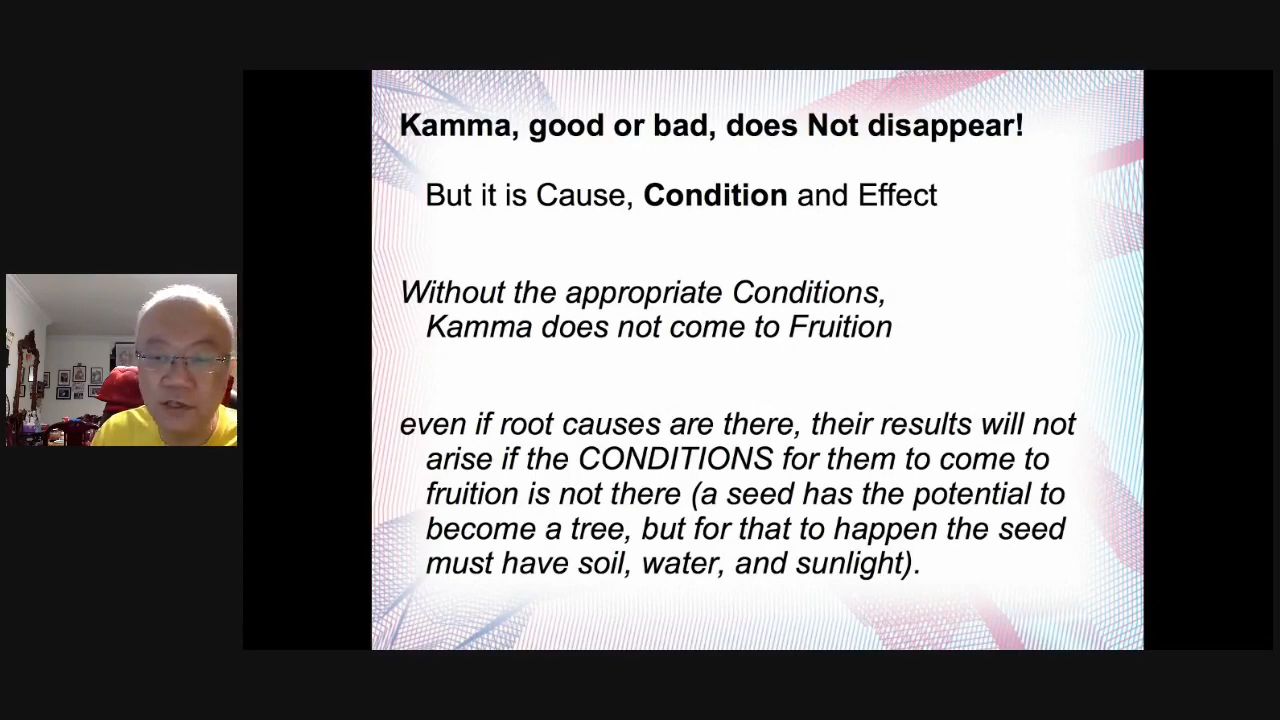 Kamma, good or bad, does Not disappear!
But it is Cause, Condition and Effect
Without the appropriate Conditions,
Kamma does not come to Fruition
even if root causes are there, their results will not
arise if the CONDITIONS for them to come to
fruition is not there (a seed has the potential to
become a tree, but for that to happen the seed
must have soil, water, and sunlight).